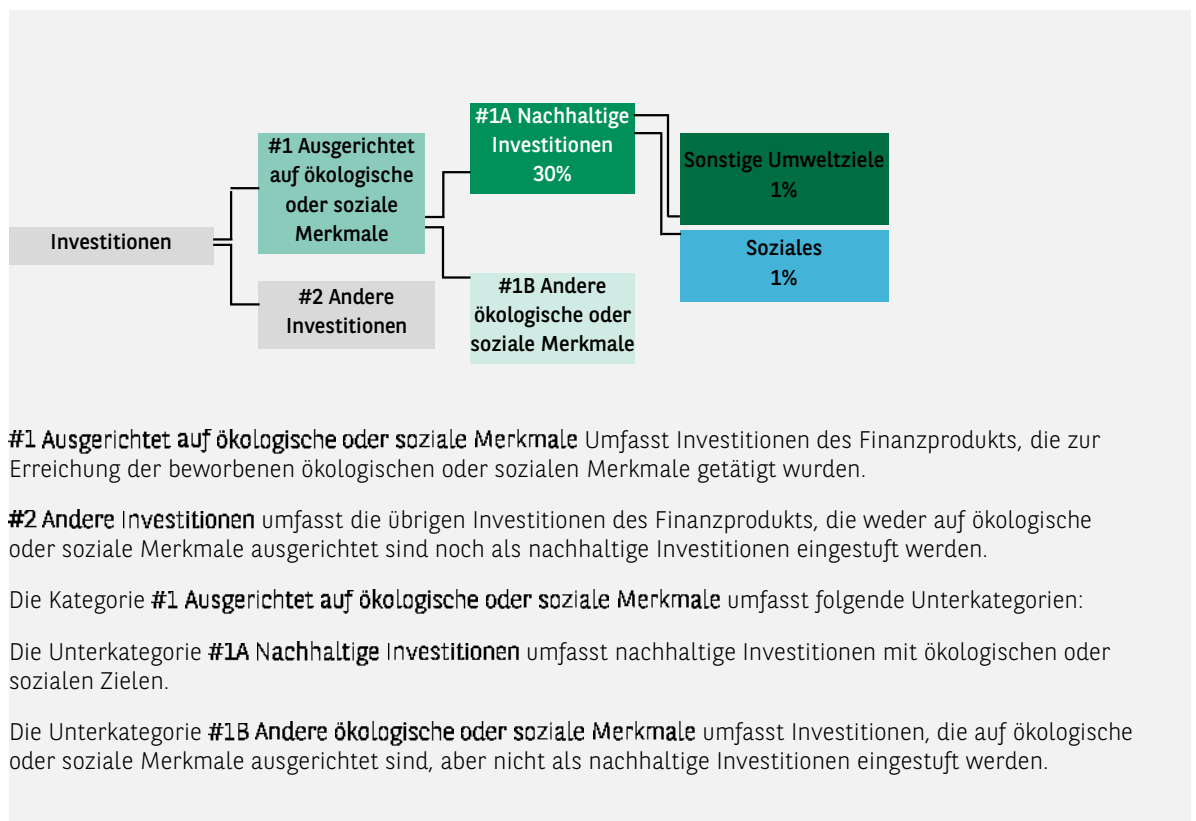 Investitionen
#1 Ausgerichtet
auf ökologische
oder soziale
Merkmale
#2 Andere
Investitionen
#1A Nachhaltige
Investitionen
30%
#1B Andere
ökologische oder
soziale Merkmale
Sonstige Umweltziele
1%
Soziales
1%
#1 Ausgerichtet auf ökologische oder soziale Merkmale Umfasst Investitionen des Finanzprodukts, die zur
Erreichung der beworbenen ökologischen oder sozialen Merkmale getätigt wurden.
#2 Andere Investitionen umfasst die übrigen Investitionen des Finanzprodukts, die weder auf ökologische
oder soziale Merkmale ausgerichtet sind noch als nachhaltige Investitionen eingestuft werden.
Die Kategorie #1 Ausgerichtet auf ökologische oder soziale Merkmale umfasst folgende Unterkategorien:
Die Unterkategorie #1A Nachhaltige Investitionen umfasst nachhaltige Investitionen mit ökologischen oder
sozialen Zielen.
Die Unterkategorie #1B Andere ökologische oder soziale Merkmale umfasst Investitionen, die auf ökologische
oder soziale Merkmale ausgerichtet sind, aber nicht als nachhaltige Investitionen eingestuft werden.